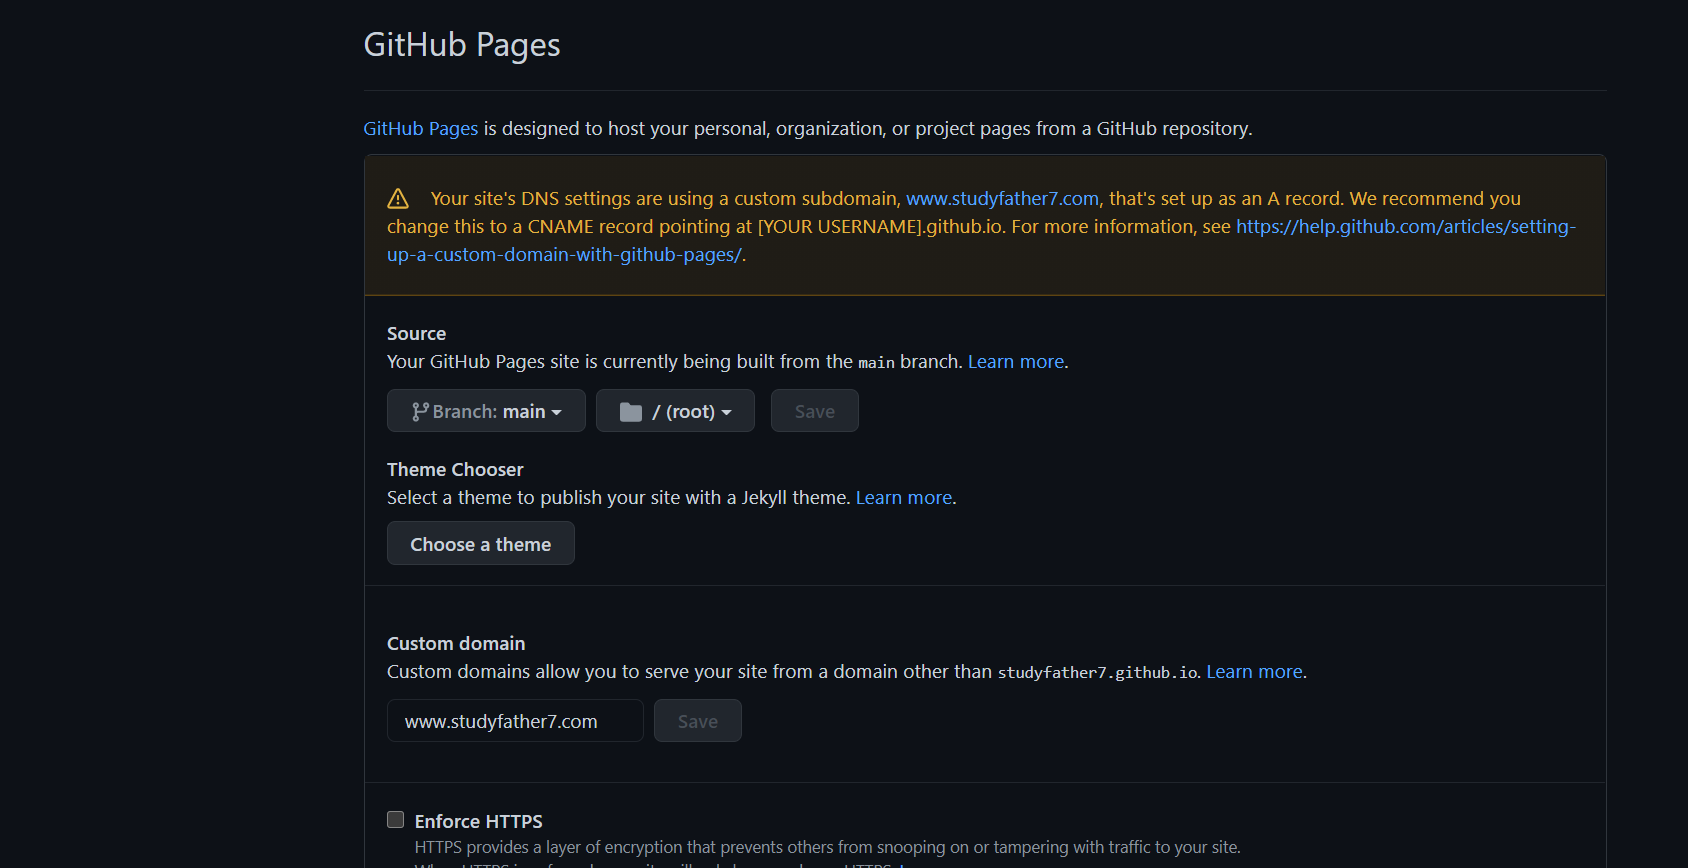 GitHub Pages
GitHub Pages is designed to host your personal, organization, or project pages from a GitHub repository.
Your site's DNS settings are using a custom subdomain, www.studyfather7.com, that's set up as an A record. We recommend you
change this to a CNAME record pointing at [YOUR USERNAME].github.io. For more information, see https://help.github.com/articles/setting-
up-a-custom-domain-with-github-pages/.
Source
Your GitHub Pages site is currently being built from the main branch. Learn more.
Branch: main / (root) Save
Theme Chooser
Select a theme to publish your site with a Jekyll theme. Learn more.
Choose a theme
Custom domain
Custom domains allow you to serve your site from a domain other than studyfather7.github.io. Learn more.
www.studyfather7.com Save
Enforce HTTPS
HTTPS provides a layer of encryption that prevents others from snooping on or tampering with traffic to your site.